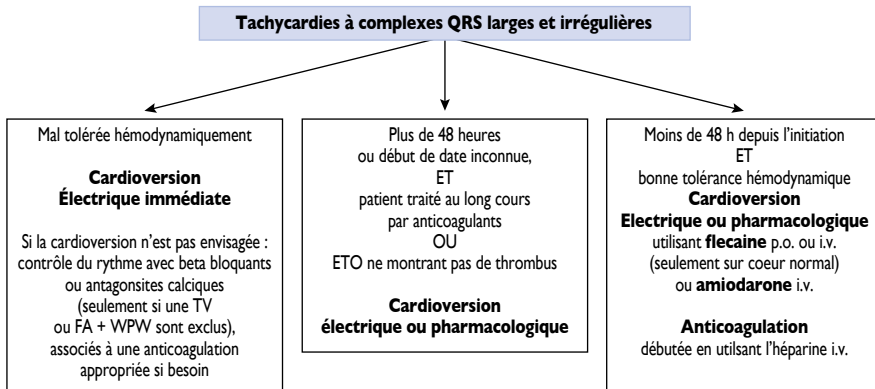 Tachycardies à complexes QRS larges et irrégulières
Mal tolérée hémodynamiquement
Cardioversion
Électrique immédiate
Si la cardioversion n'est pas envisagée :
contrôle du rythme avec beta bloquants
ou antagonsites calciques
(seulement si une TV
ou FA + WPW sont exclus),
associés à une anticoagulation
appropriée si besoin
Plus de 48 heures
ou début de date inconnue,
ET
patient traité au long cours
par anticoagulants
OU
ETO ne montrant pas de thrombus
Cardioversion
électrique ou pharmacologique
Moins de 48 h depuis l'initiation
ET
bonne tolérance hémodynamique
Cardioversion
Electrique ou pharmacologique
utilisant flecaine p.o. ou i.v.
(seulement sur coeur normal)
ou amiodarone i.v.
Anticoagulation
débutée en utilsant l'héparine i.v.